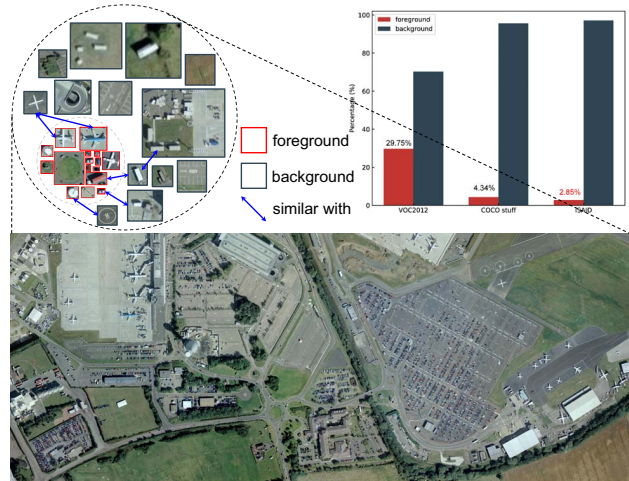 foreground
background
similar with
foreground
background
Percentage (%)
100
80
60
40
20
0
29.75%
4.34%
2.85%
VOC2012
COCO stuff
iSAID